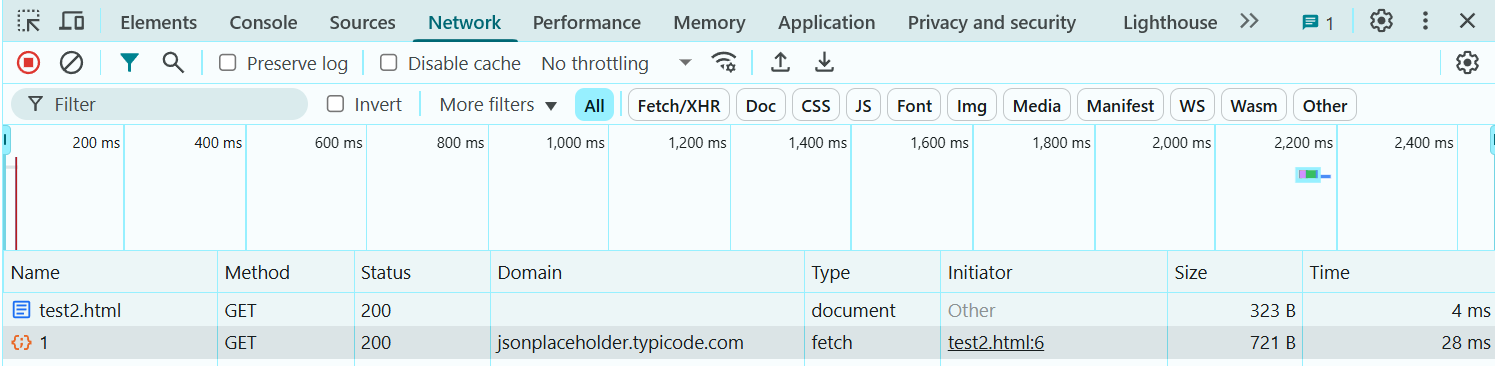 Elements Console Sources Network Performance Memory Application Privacy and security Lighthouse 1
Preserve log Disable cache No throttling
Filter Invert More filters All Fetch/XHR Doc CSS JS Font Img Media Manifest WS Wasm Other
200 ms 400 ms 600 ms 800 ms 1,000 ms 1,200 ms 1,400 ms 1,600 ms 1,800 ms 2,000 ms 2,200 ms 2,400 ms
Name Method Status Domain Type Initiator Size Time
test2.html GET 200 document Other 323 B 4 ms
1 GET 200 jsonplaceholder.typicode.com fetch test2.html:6 721 B 28 ms